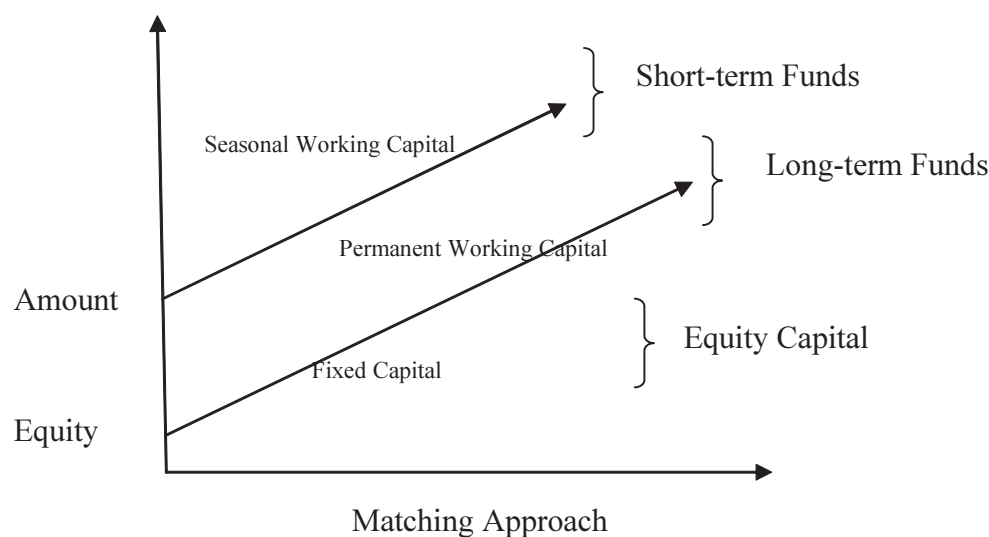 Short-term Funds
Seasonal Working Capital
Long-term Funds
Permanent Working Capital
Amount
Equity Capital
Fixed Capital
Equity
Matching Approach